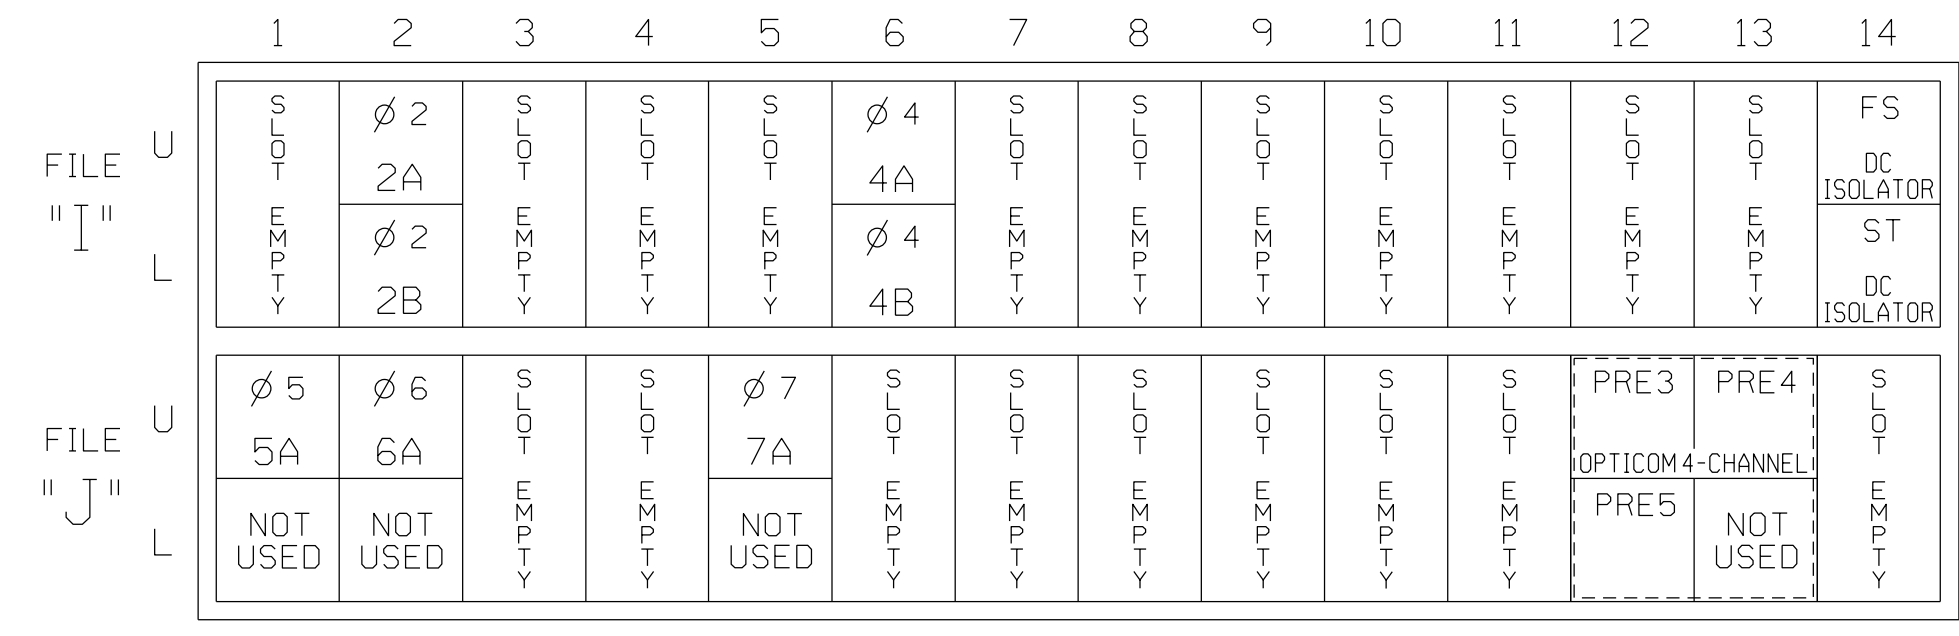 1 2 3 4 5 6 7 8 9 10 11 12 13 14
FILE
"I"
U
L
SLOT EMPTY
ø 2
2A
ø 2
2B
SLOT EMPTY
SLOT EMPTY
SLOT EMPTY
ø 4
4A
ø 4
4B
SLOT EMPTY
SLOT EMPTY
SLOT EMPTY
SLOT EMPTY
SLOT EMPTY
SLOT EMPTY
SLOT EMPTY
FS
DC
ISOLATOR
ST
DC
ISOLATOR
FILE
"J"
U
L
ø 5
5A
NOT
USED
ø 6
6A
NOT
USED
SLOT EMPTY
SLOT EMPTY
ø 7
7A
NOT
USED
SLOT EMPTY
SLOT EMPTY
SLOT EMPTY
SLOT EMPTY
SLOT EMPTY
SLOT EMPTY
PRE3 PRE4
OPTICOM 4-CHANNEL
PRE5
NOT
USED
SLOT EMPTY